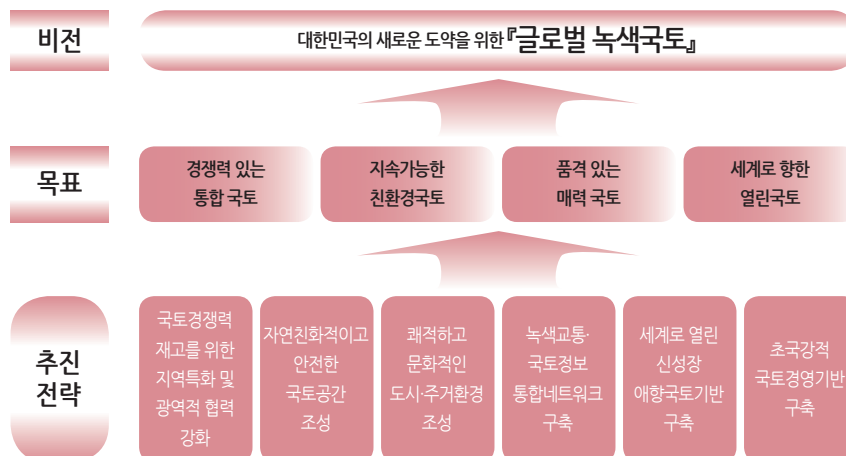 비전
대한민국의 새로운 도약을 위한 『글로벌 녹색국토』
목표
경쟁력 있는
통합 국토
지속가능한
친환경국토
품격 있는
매력 국토
세계로 향한
열린국토
추진
전략
국토경쟁력
재고를 위한
지역특화 및
광역적 협력
강화
자연친화적이고
안전한
국토공간
조성
쾌적하고
문화적인
도시·주거환경
조성
녹색교통·
국토정보
통합네트워크
구축
세계로 열린
신성장
애향국토기반
구축
초국강적
국토경영기반
구축